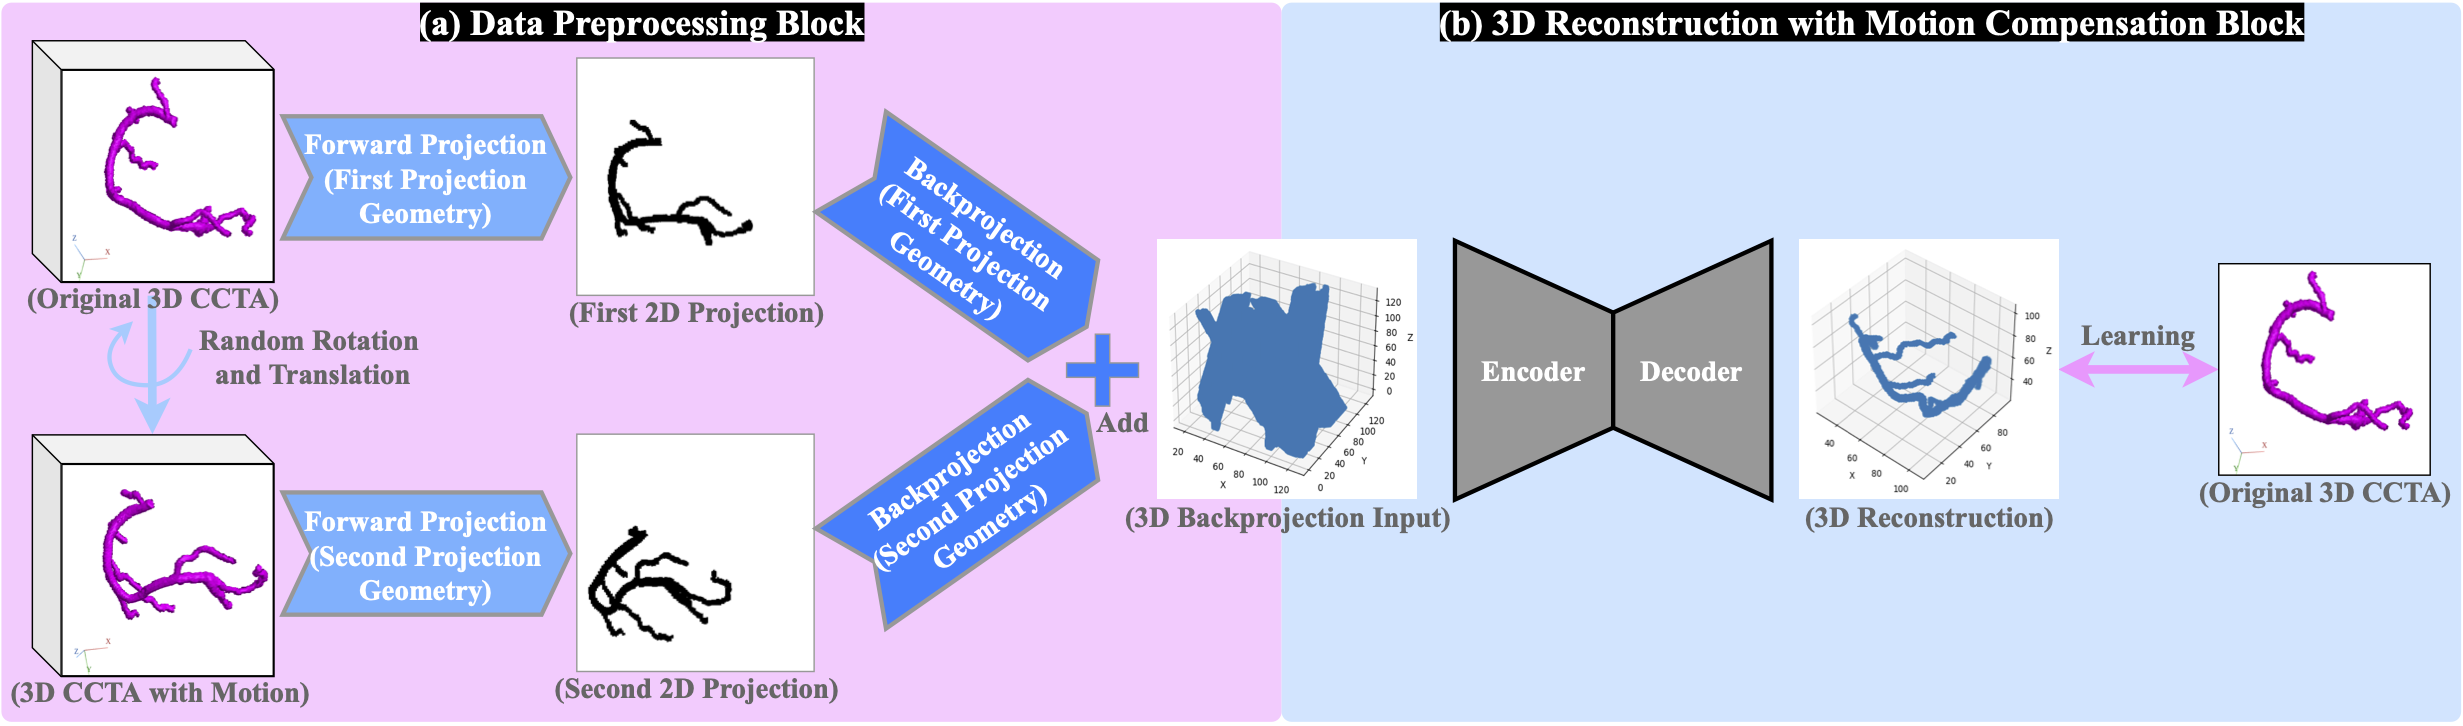 (a) Data Preprocessing Block
(b) 3D Reconstruction with Motion Compensation Block
z
x
Y
(Original 3D CCTA)
Forward Projection
(First Projection
Geometry)
(First 2D Projection)
Backprojection
(First Projection
Geometry)
Random Rotation
and Translation
z
x
Y
(3D CCTA with Motion)
Forward Projection
(Second Projection
Geometry)
(Second 2D Projection)
Backprojection
(Second Projection
Geometry)
Add
120
100
80
60
40
20
0
Z
120
100
80
60
40
20
0
Y
20
40
60
80
100
120
X
(3D Backprojection Input)
Encoder
Decoder
100
80
60
40
Z
80
60
40
20
Y
40
60
80
100
X
(3D Reconstruction)
Learning
z
x
Y
(Original 3D CCTA)